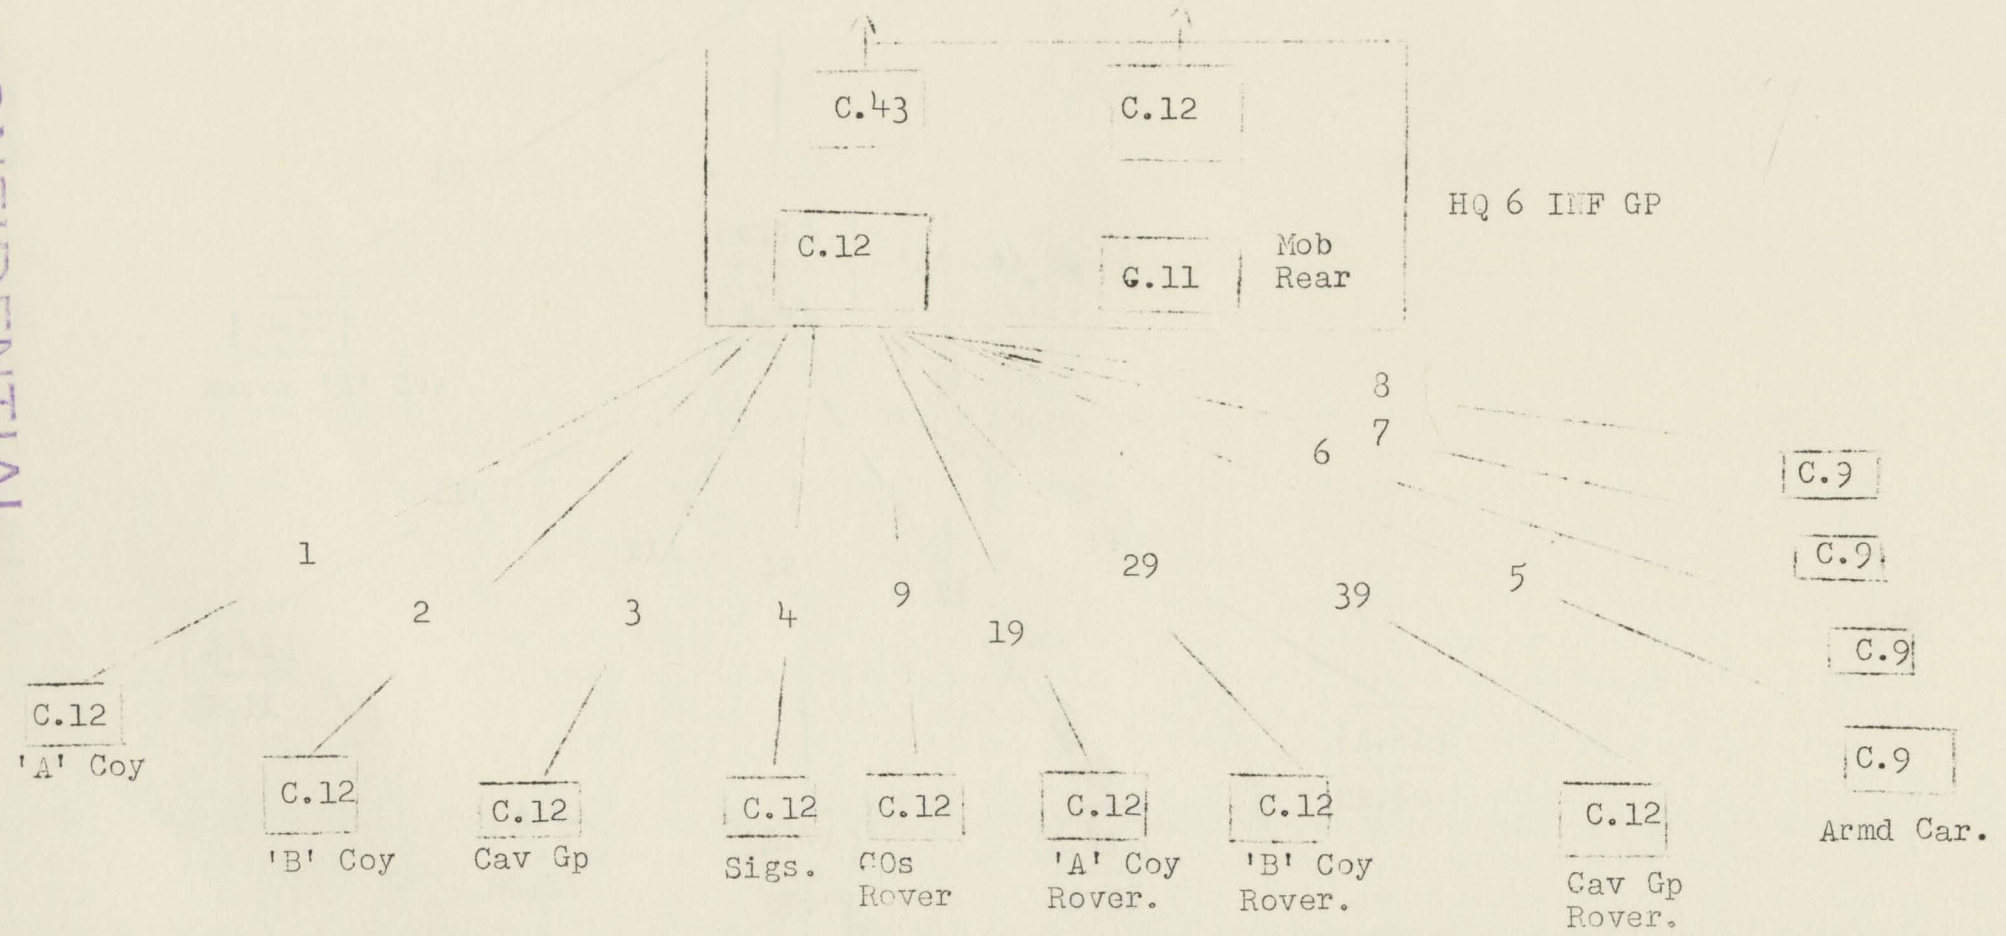 C.43
C.12
C.12
C.11
Mob
Rear
HQ 6 INF GP
8
7
6
5
1
2
3
4
9
19
29
39
C.9
C.9
C.9
C.9
Armd Car.
C.12
'A' Coy
C.12
'B' Coy
C.12
Cav Gp
C.12
Sigs.
C.12
COs
Rover
C.12
'A' Coy
Rover.
C.12
'B' Coy
Rover.
C.12
Cav Gp
Rover.